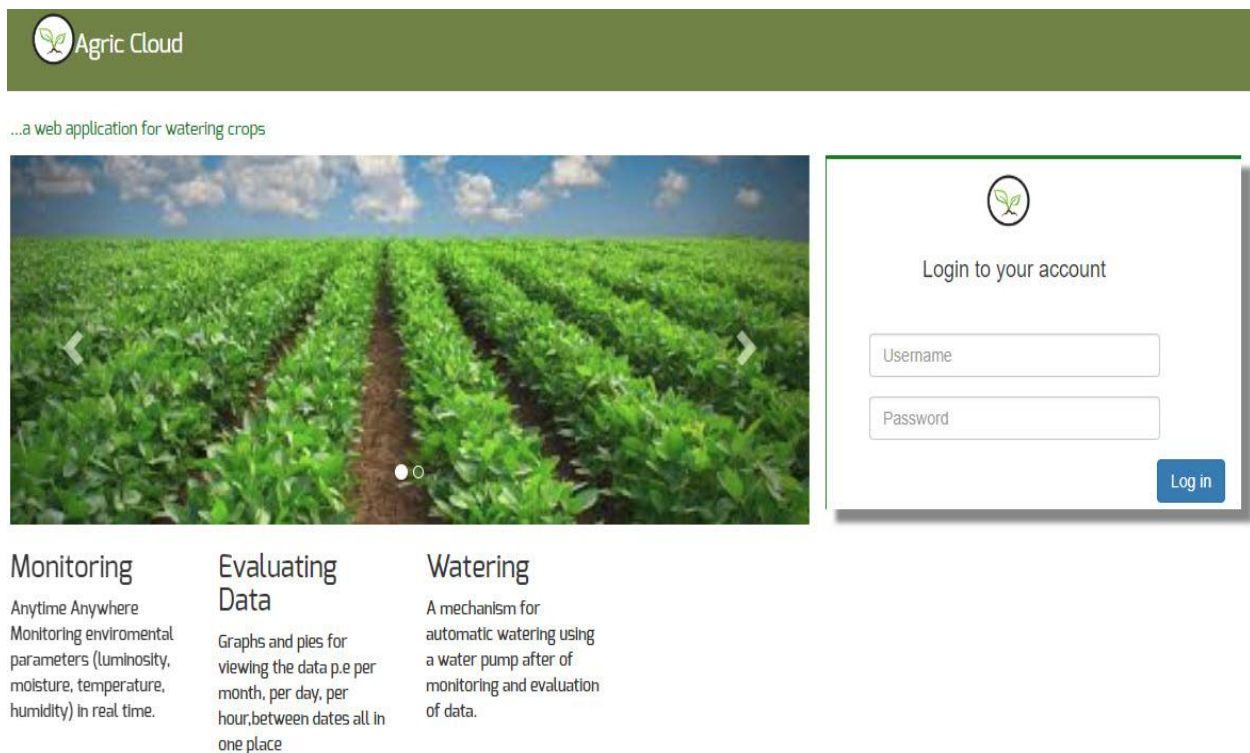 Agric Cloud
...a web application for watering crops
Login to your account
Username
Password
Log in
Monitoring
Anytime Anywhere
Monitoring enviromental
parameters (luminosity,
moisture, temperature,
humidity) in real time.
Evaluating
Data
Graphs and pies for
viewing the data p.e per
month, per day, per
hour,between dates all in
one place
Watering
A mechanism for
automatic watering using
a water pump after of
monitoring and evaluation
of data.